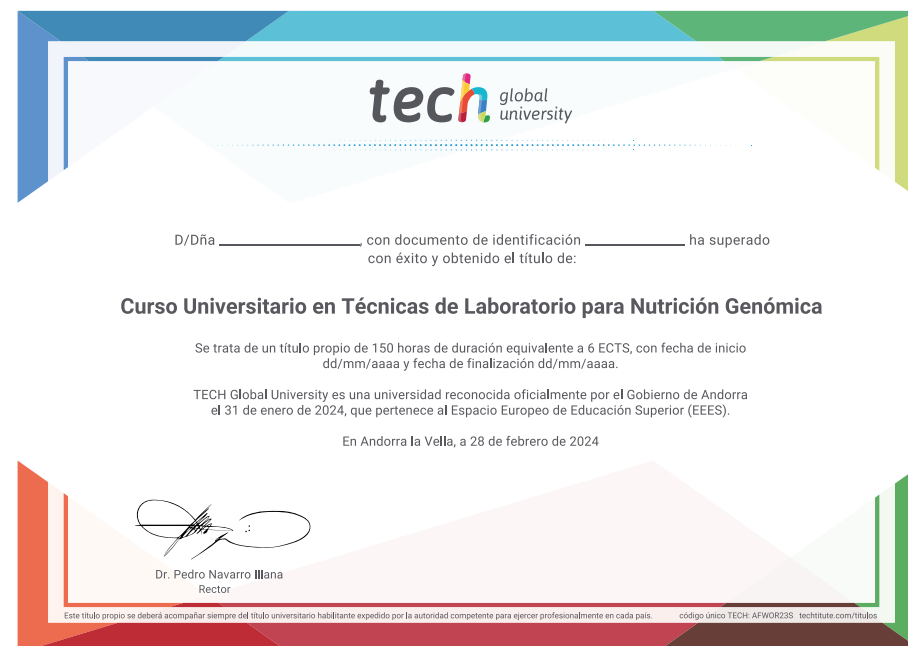 tech global university
D/Dña ____________________, con documento de identificación ______________ ha superado
con éxito y obtenido el título de:
Curso Universitario en Técnicas de Laboratorio para Nutrición Genómica
Se trata de un título propio de 150 horas de duración equivalente a 6 ECTS, con fecha de inicio
dd/mm/aaaa y fecha de finalización dd/mm/aaaa.
TECH Global University es una universidad reconocida oficialmente por el Gobierno de Andorra
el 31 de enero de 2024, que pertenece al Espacio Europeo de Educación Superior (EEES).
En Andorra la Vella, a 28 de febrero de 2024
Dr. Pedro Navarro Illana
Rector
Este título propio se deberá acompañar siempre del título universitario habilitante expedido por la autoridad competente para ejercer profesionalmente en cada país. código único TECH: AFWOR23S techtitute.com/títulos